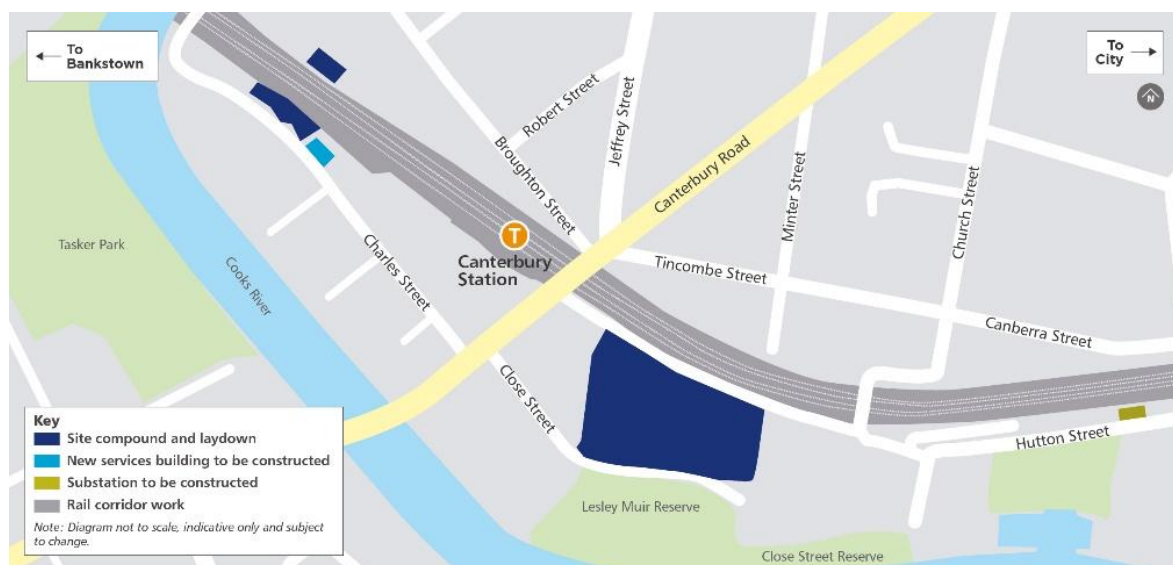 To
Bankstown
To
City
N
Robert Street
Jeffrey Street
Broughton Street
Canterbury Road
Minter Street
Church Street
Tasker Park
Cooks River
Charles Street
T
Canterbury
Station
Tincombe Street
Canberra Street
Close Street
Hutton Street
Lesley Muir Reserve
Close Street Reserve
Key
Site compound and laydown
New services building to be constructed
Substation to be constructed
Rail corridor work
Note: Diagram not to scale, indicative only and subject
to change.